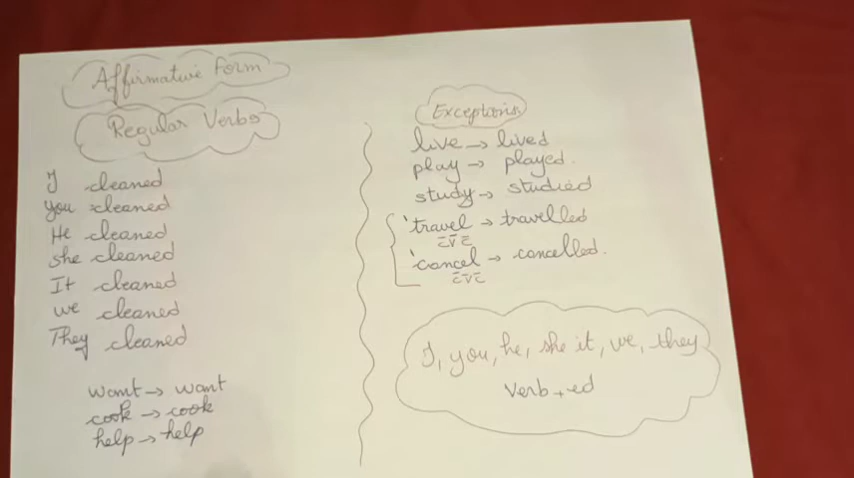 Affirmative Form
Regular Verbs
I cleaned
You cleaned
He cleaned
She cleaned
It cleaned
we cleaned
They cleaned
want → want
cook → cook
help → help
Exceptions
live → lived
play → played.
study → studied
'travel → travelled
C V C
'cancel → cancelled.
C V C
I, you, he, she it, we, they
Verb + ed